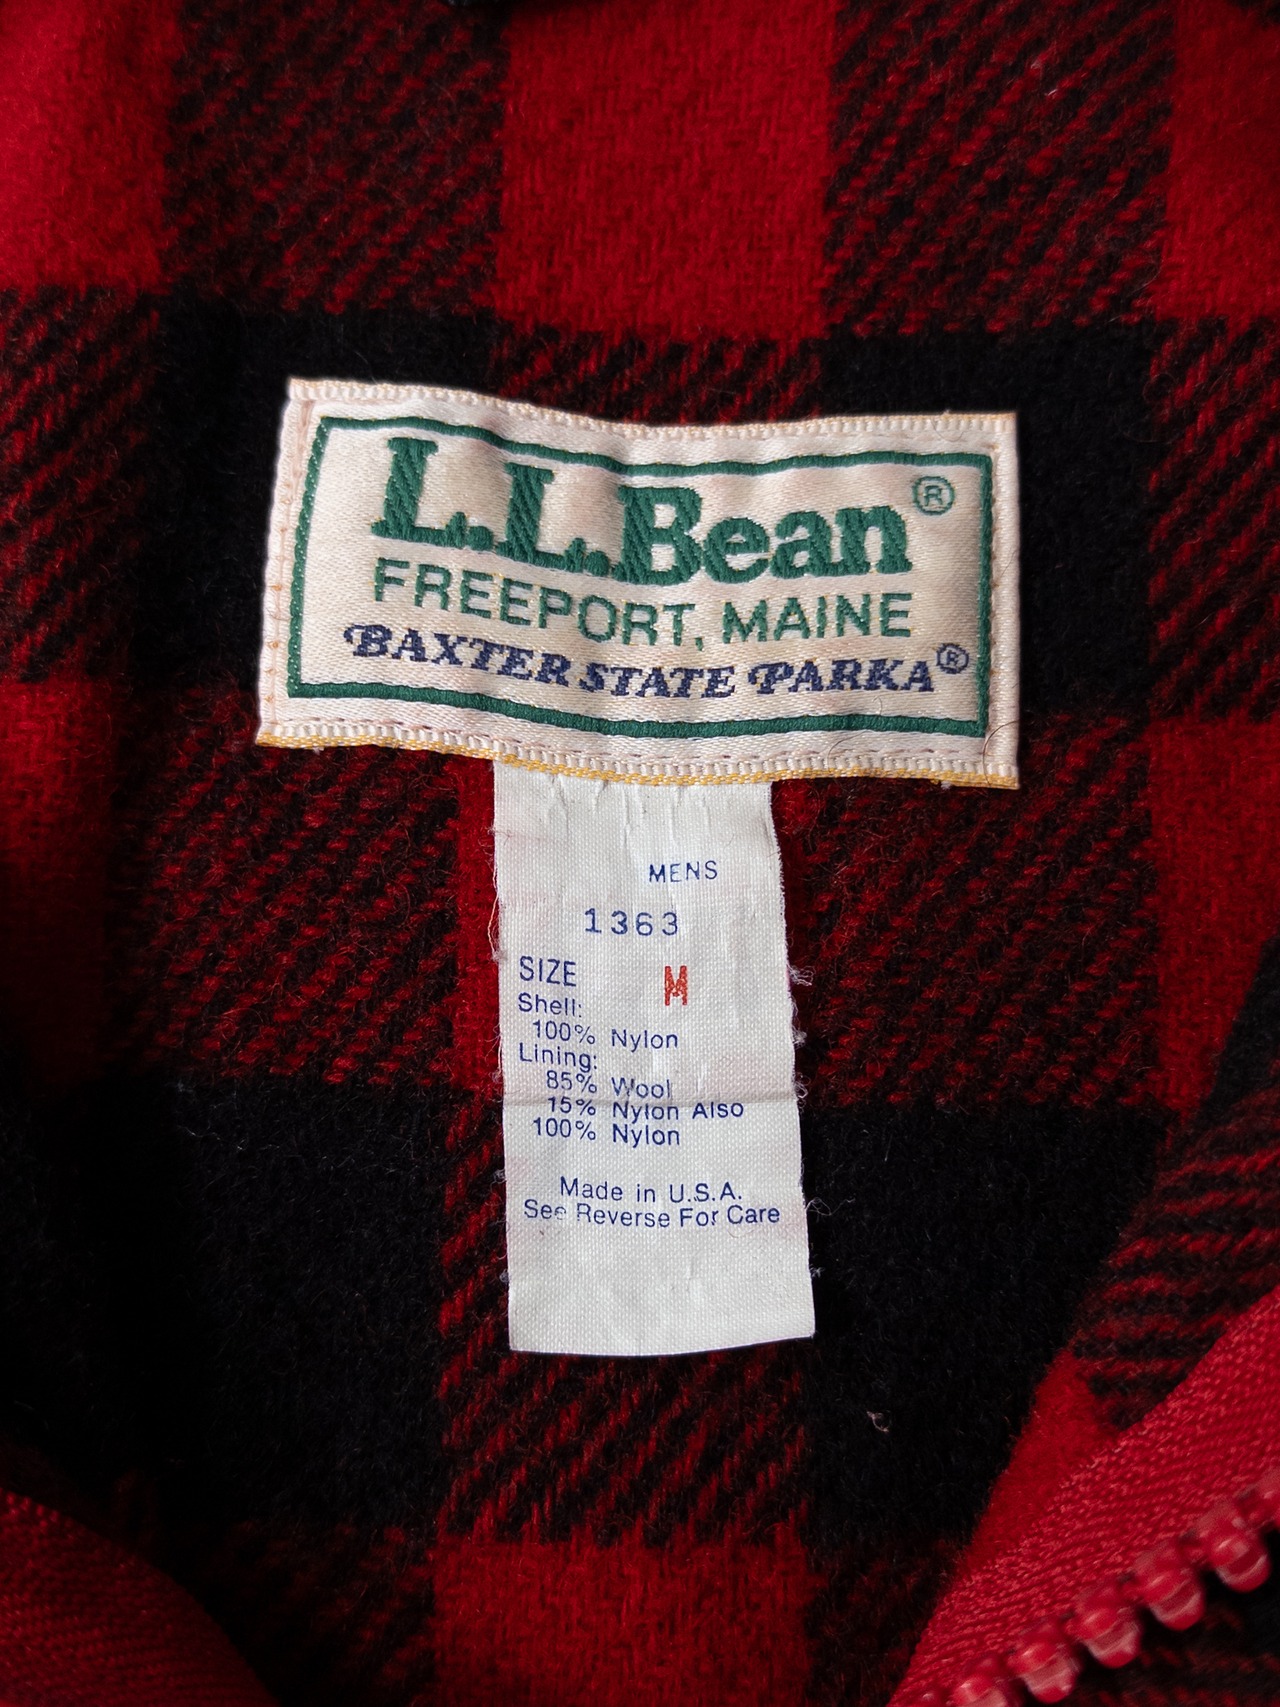 L.L.Bean®
FREEPORT, MAINE
BAXTER STATE PARKA®
MENS
1363
SIZE M
Shell:
100% Nylon
Lining:
85% Wool
15% Nylon Also
100% Nylon
Made in U.S.A.
See Reverse For Care